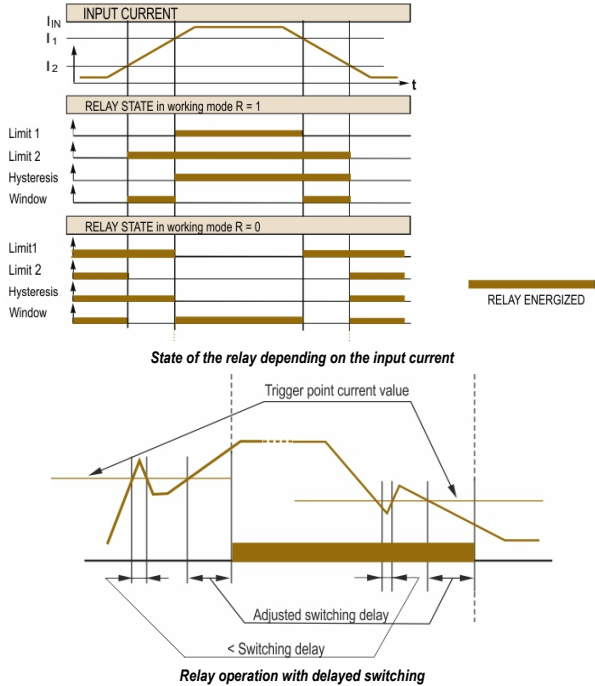 INPUT CURRENT
IIN
I1
I2
t
RELAY STATE in working mode R = 1
Limit 1
Limit 2
Hysteresis
Window
RELAY STATE in working mode R = 0
Limit1
Limit 2
Hysteresis
Window
RELAY ENERGIZED
State of the relay depending on the input current
Trigger point current value
Adjusted switching delay
< Switching delay
Relay operation with delayed switching